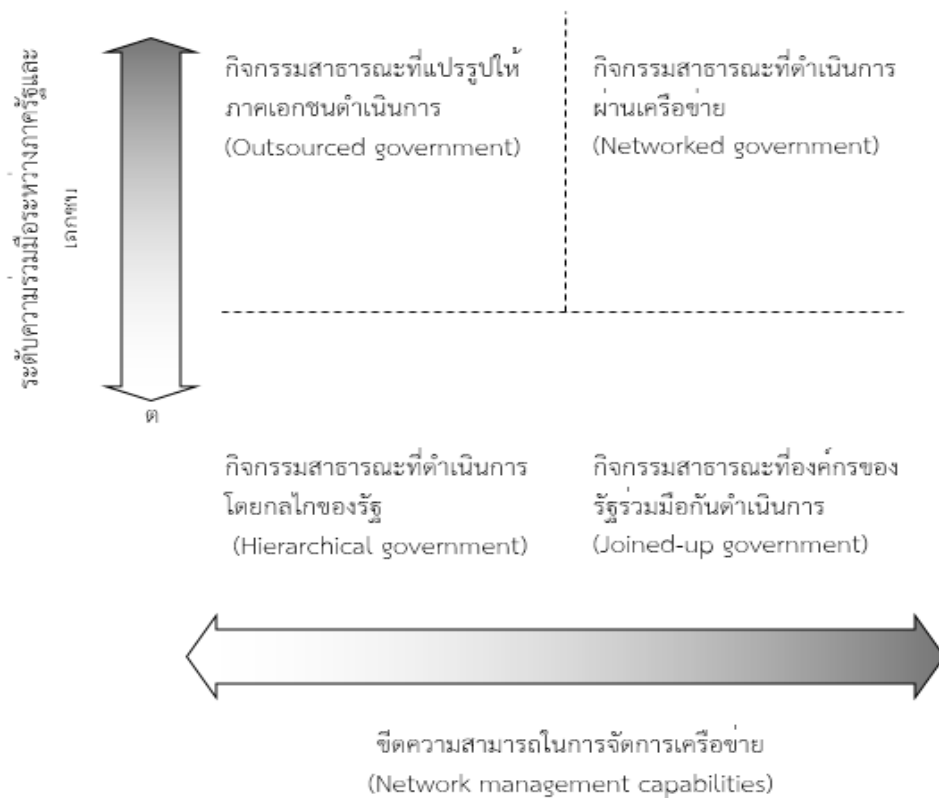 ระดับความร่วมมือระหว่างภาครัฐและ
เอกชน
กิจกรรมสาธารณะที่แปรรูปให้
ภาคเอกชนดำเนินการ
(Outsourced government)
กิจกรรมสาธารณะที่ดำเนินการ
ผ่านเครือข่าย
(Networked government)
ต
กิจกรรมสาธารณะที่ดำเนินการ
โดยกลไกของรัฐ
(Hierarchical government)
กิจกรรมสาธารณะที่องค์กรของ
รัฐร่วมมือกันดำเนินการ
(Joined-up government)
ขีดความสามารถในการจัดการเครือข่าย
(Network management capabilities)